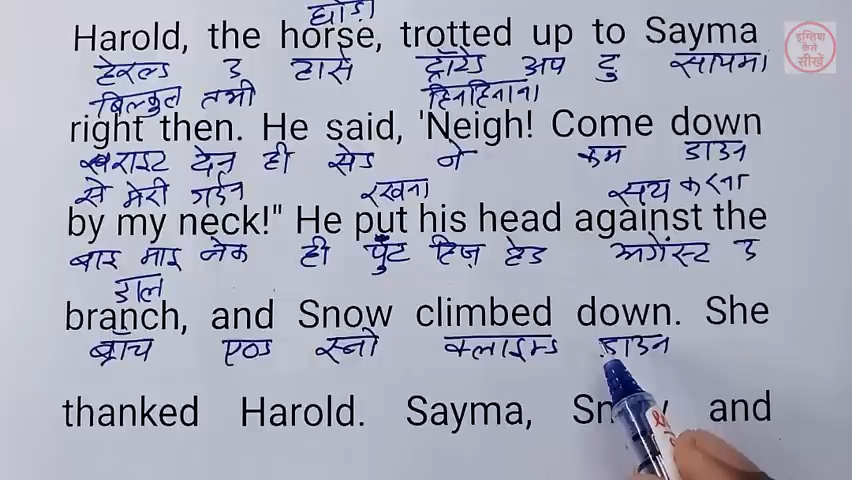 घोड़ा
Harold, the horse, trotted up to Sayma
हेरल्ड द हार्स ट्रॉटेड अप टु सायमा
बिल्कुल तभी हिनहिनाना
right then. He said, 'Neigh! Come down
राइट देन ही सेड ने कम डाउन
से मेरी गर्दन रखना
by my neck!" He put his head against the
बाइ माइ नेक ही पुट हिज़ हेड अगेंस्ट द
डाल
branch, and Snow climbed down. She
ब्रॉंच एण्ड स्नो क्लाइम्ड डाउन
thanked Harold. Sayma, and
इंग्लिश
कैसे
सीखें